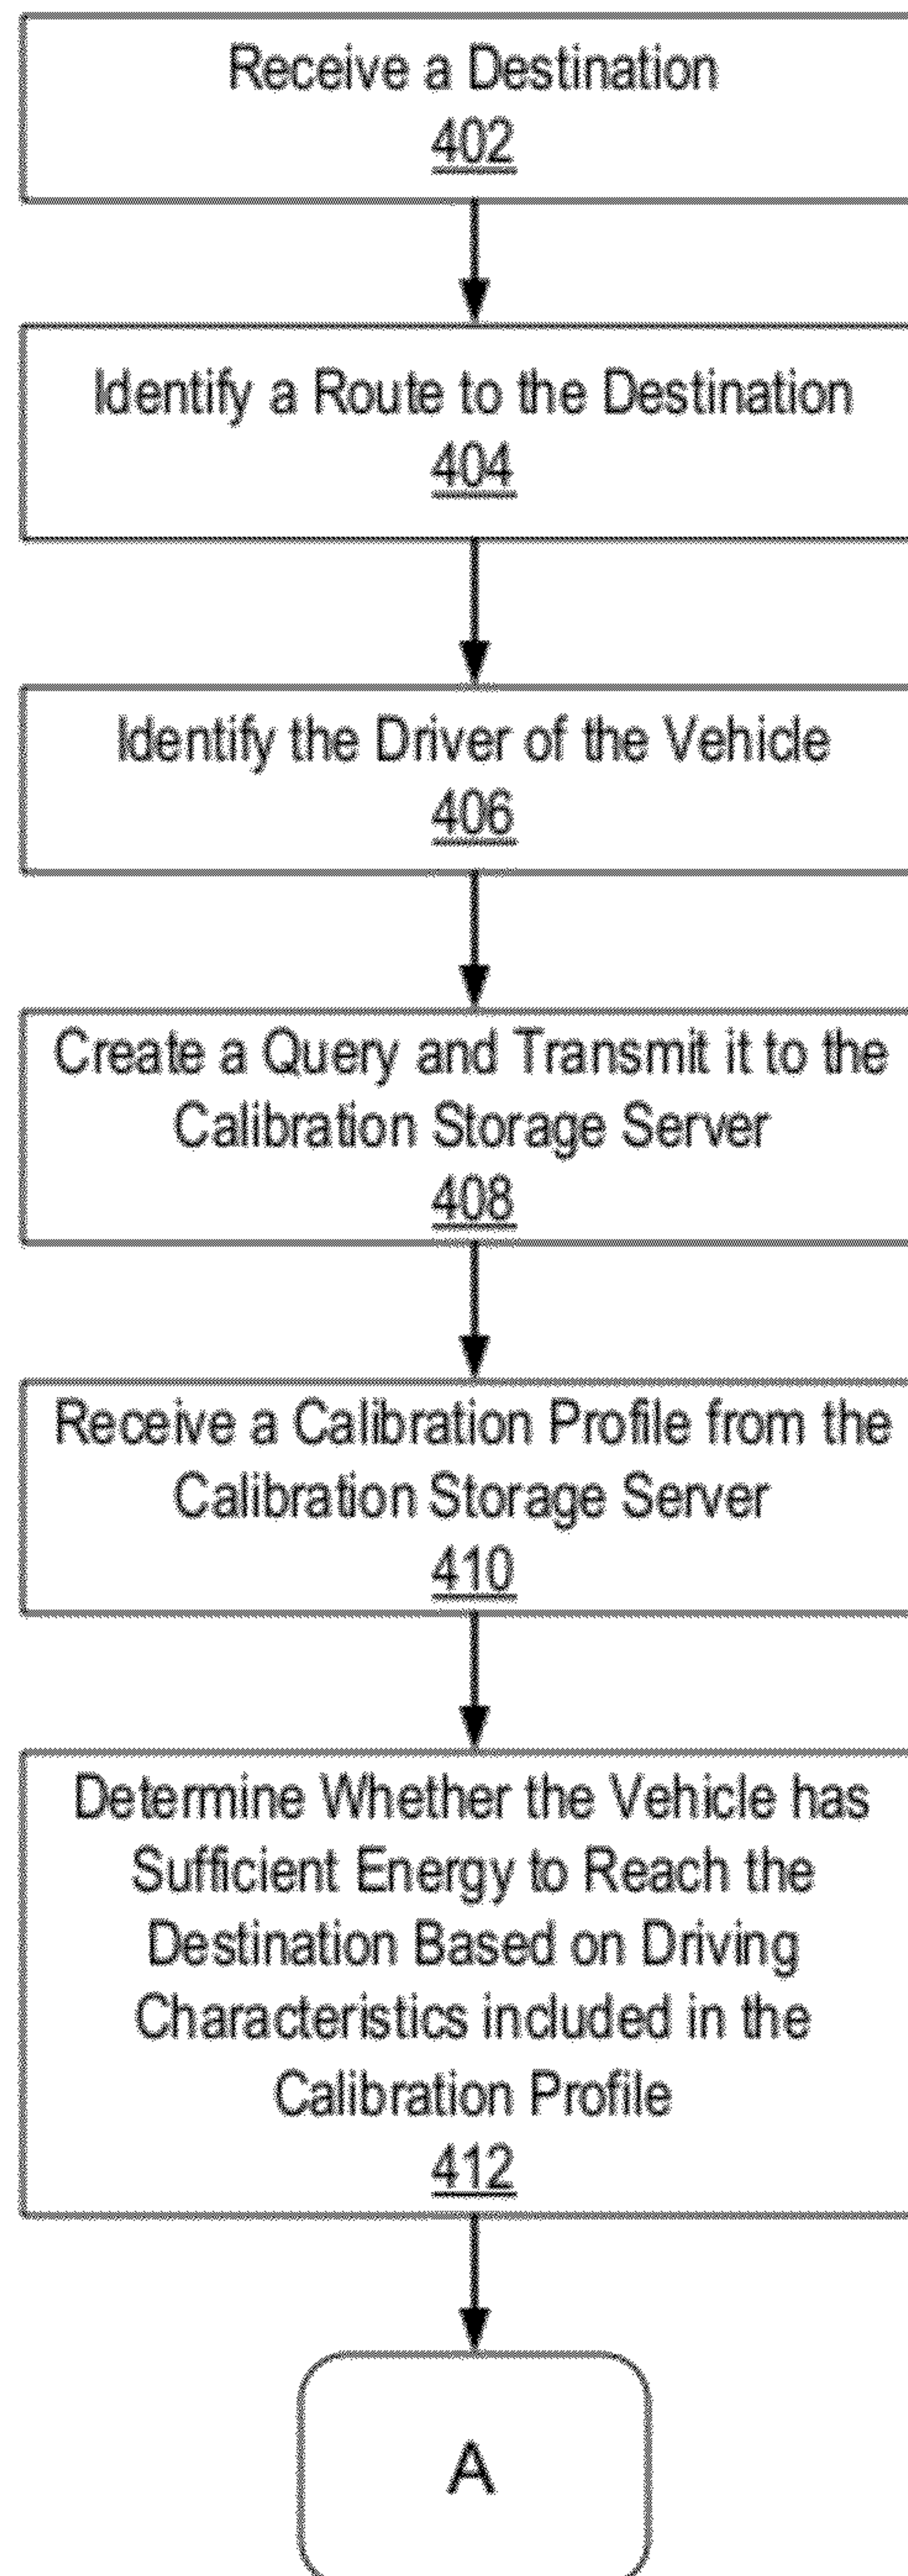 Receive a Destination
402
Identify a Route to the Destination
404
Identify the Driver of the Vehicle
406
Create a Query and Transmit it to the
Calibration Storage Server
408
Receive a Calibration Profile from the
Calibration Storage Server
410
Determine Whether the Vehicle has
Sufficient Energy to Reach the
Destination Based on Driving
Characteristics included in the
Calibration Profile
412
A